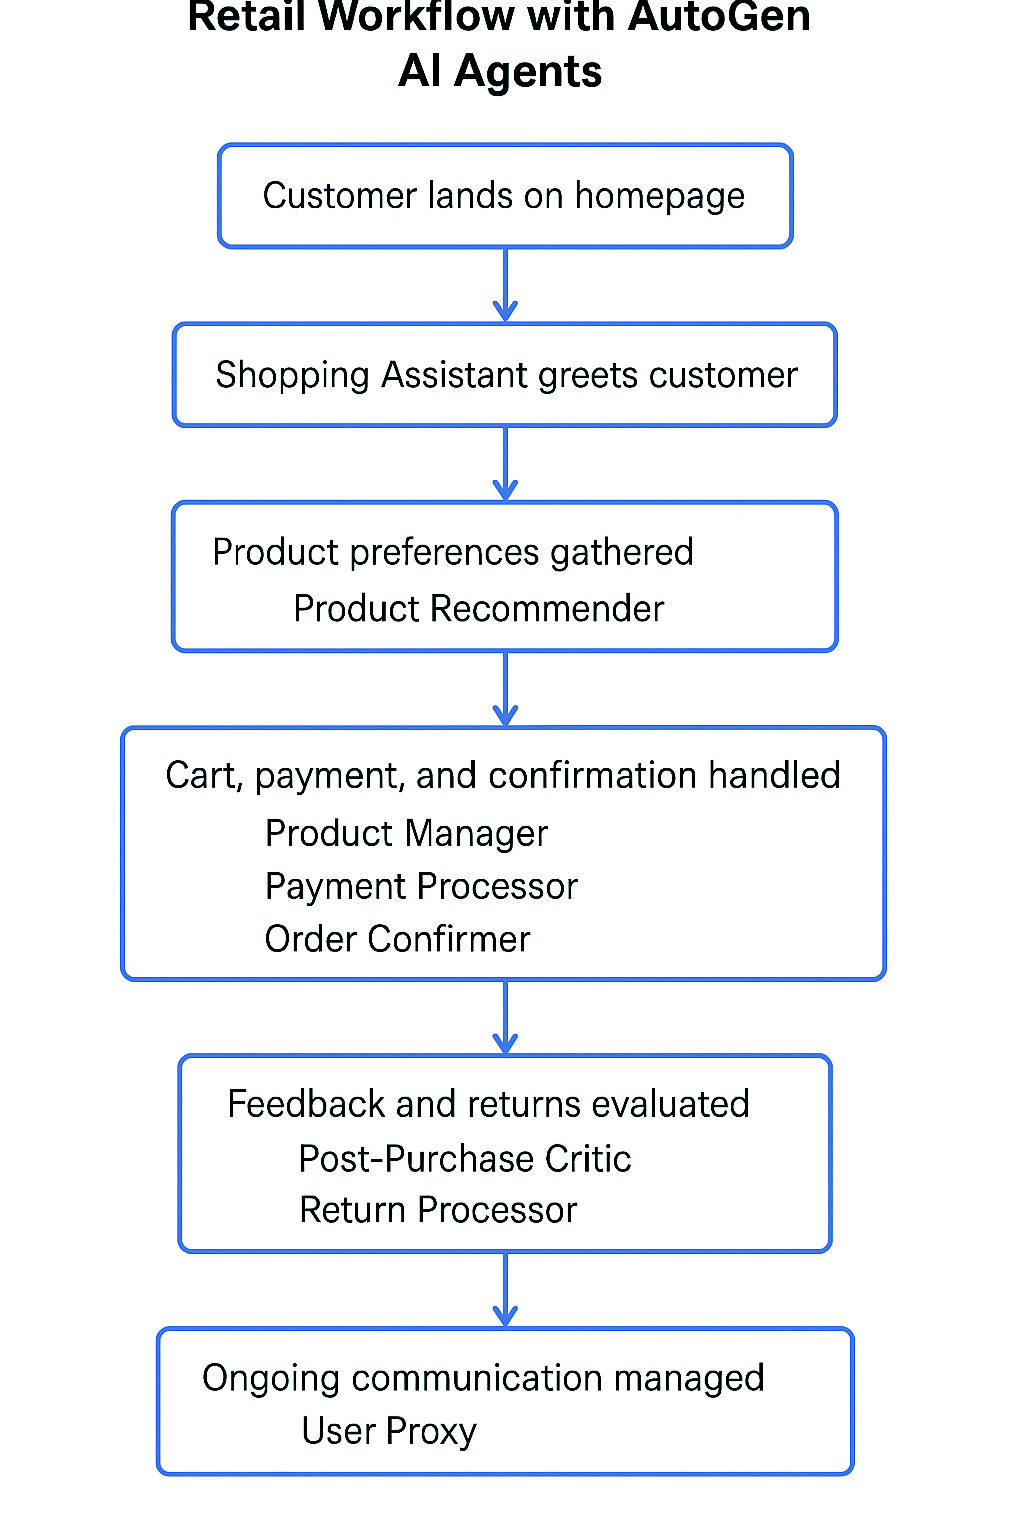 Retail Workflow with AutoGen
AI Agents
Customer lands on homepage
Shopping Assistant greets customer
Product preferences gathered
Product Recommender
Cart, payment, and confirmation handled
Product Manager
Payment Processor
Order Confirmer
Feedback and returns evaluated
Post-Purchase Critic
Return Processor
Ongoing communication managed
User Proxy